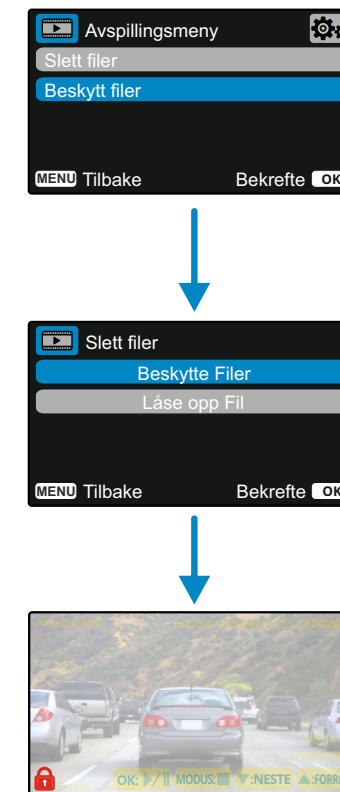 Avspillingsmeny
Slett filer
Beskytt filer
MENU Tilbake Bekrefte OK
Slett filer
Beskytte Filer
Låse opp Fil
MENU Tilbake Bekrefte OK
OK: MODUS: :NESTE :FORRI